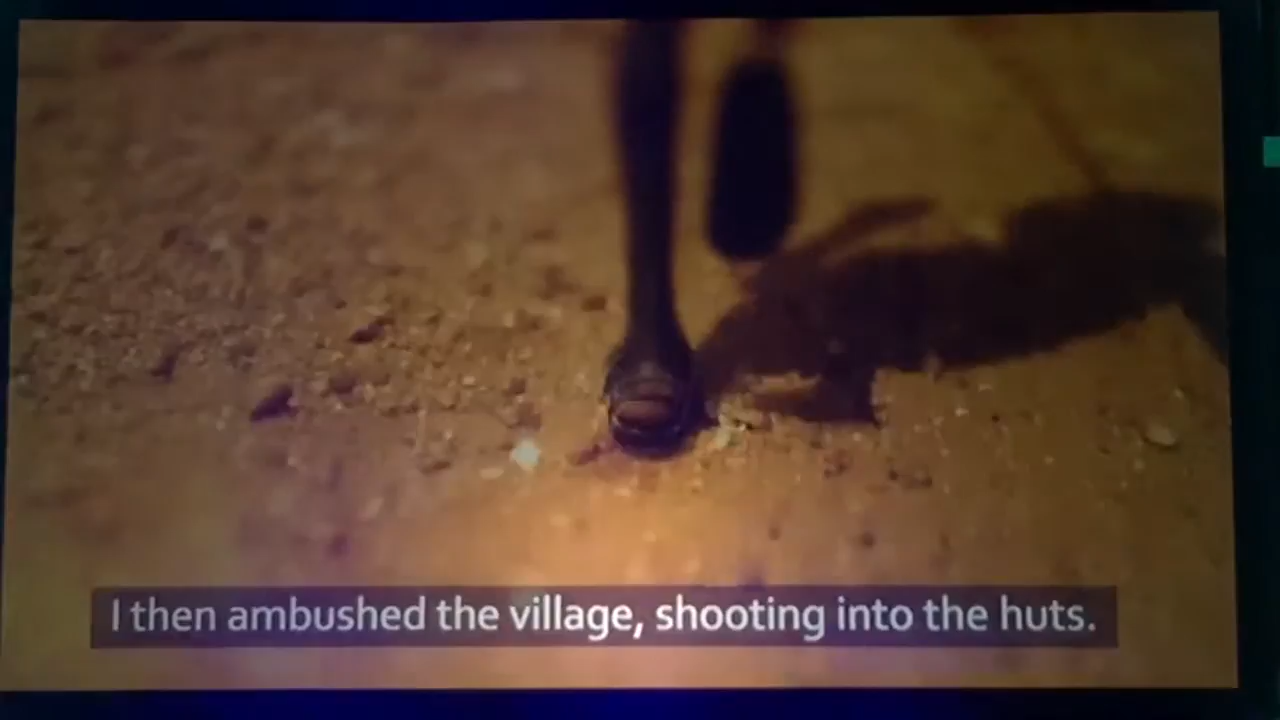 I then ambushed the village, shooting into the huts.